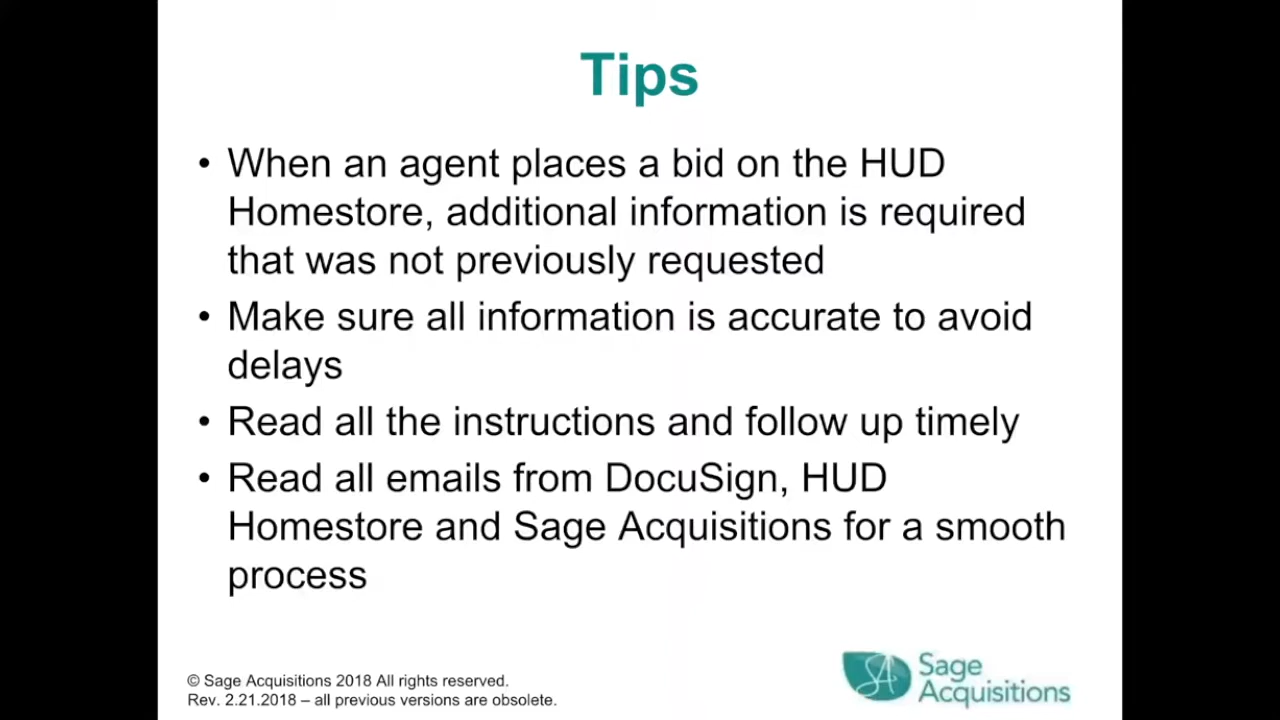 Tips
• When an agent places a bid on the HUD
Homestore, additional information is required
that was not previously requested
• Make sure all information is accurate to avoid
delays
• Read all the instructions and follow up timely
• Read all emails from DocuSign, HUD
Homestore and Sage Acquisitions for a smooth
process
© Sage Acquisitions 2018 All rights reserved.
Rev. 2.21.2018 – all previous versions are obsolete.
SA
Sage
Acquisitions